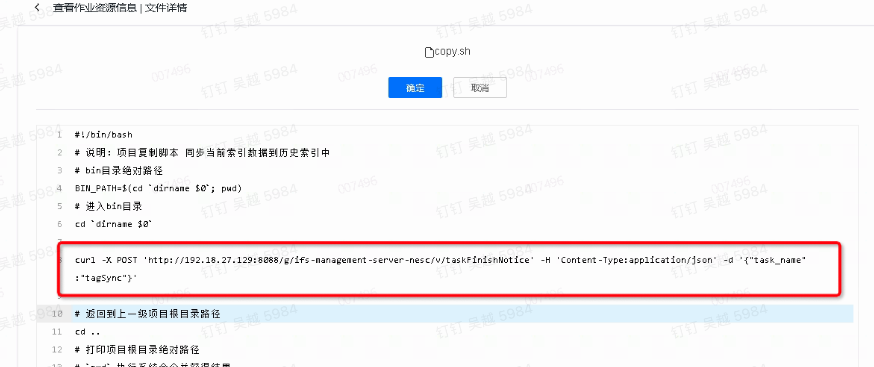 查看作业资源信息 | 文件详情
copy.sh
确定
取消
1 #!/bin/bash
2 # 说明: 项目复制脚本 同步当前索引数据到历史索引中
3 # bin目录绝对路径
4 BIN_PATH=$(cd `dirname $0`; pwd)
5 # 进入bin目录
6 cd `dirname $0`
8 curl -X POST 'http://192.18.27.129:8088/g/ifs-management-server-nesc/v/taskFinishNotice' -H 'Content-Type:application/json' -d '{"task_name"
:"tagSync"}'
10 # 返回到上一级项目根目录路径
11 cd ..
12 # 打印项目根目录绝对路径
钉钉 吴越 5984
007496